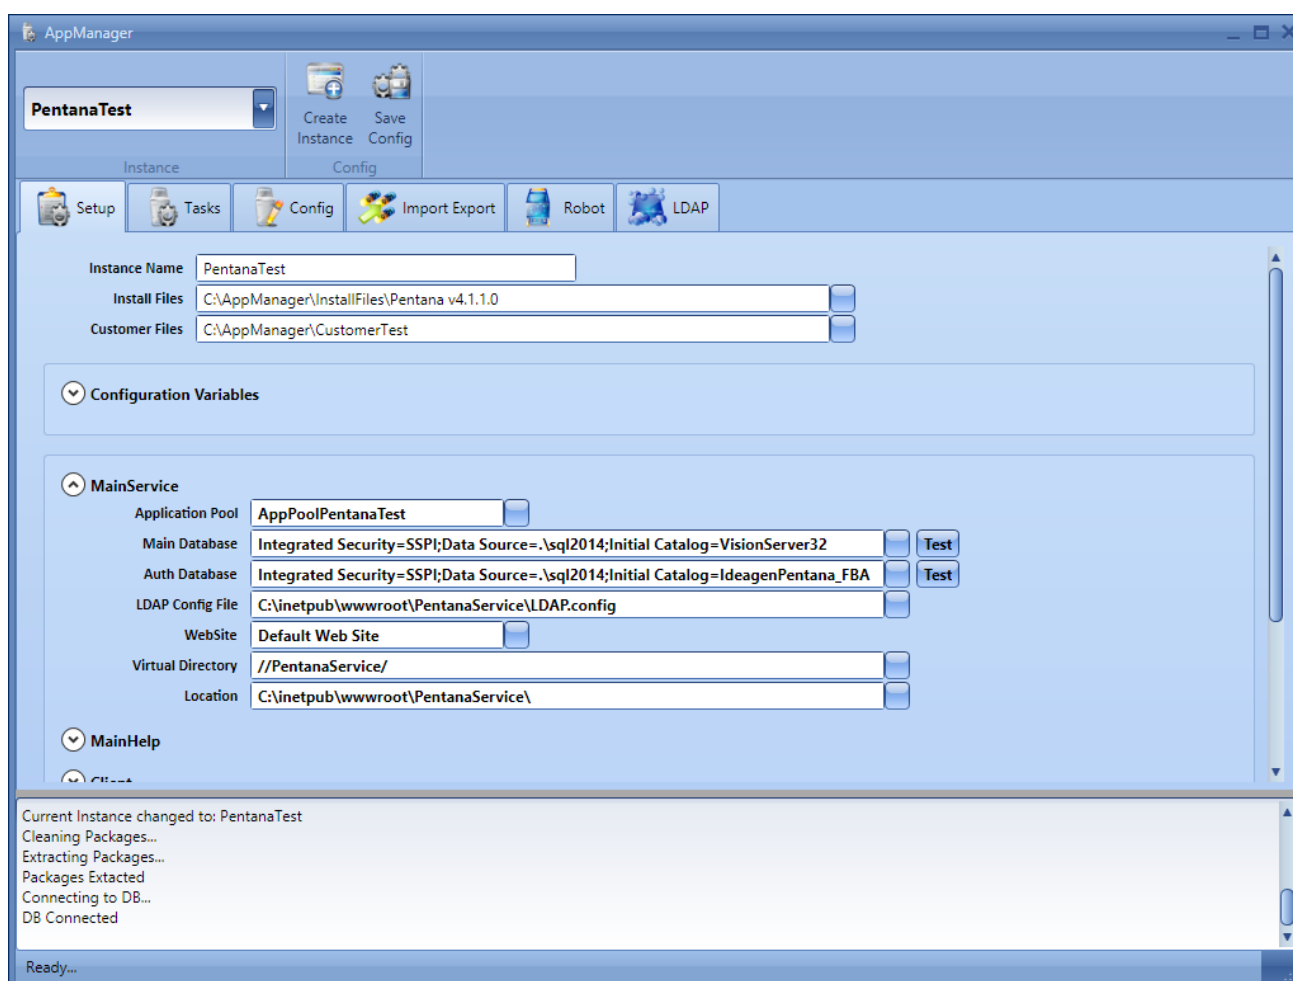 AppManager
PentanaTest
Create Instance
Save Config
Instance
Config
Setup
Tasks
Config
Import Export
Robot
LDAP
Instance Name PentanaTest
Install Files C:\AppManager\InstallFiles\Pentana v4.1.1.0
Customer Files C:\AppManager\CustomerTest
Configuration Variables
MainService
Application Pool AppPoolPentanaTest
Main Database Integrated Security=SSPI;Data Source=.\sql2014;Initial Catalog=VisionServer32 Test
Auth Database Integrated Security=SSPI;Data Source=.\sql2014;Initial Catalog=IdeagenPentana_FBA Test
LDAP Config File C:\inetpub\wwwroot\PentanaService\LDAP.config
WebSite Default Web Site
Virtual Directory //PentanaService/
Location C:\inetpub\wwwroot\PentanaService\
MainHelp
Client
Current Instance changed to: PentanaTest
Cleaning Packages...
Extracting Packages...
Packages Extacted
Connecting to DB...
DB Connected
Ready...